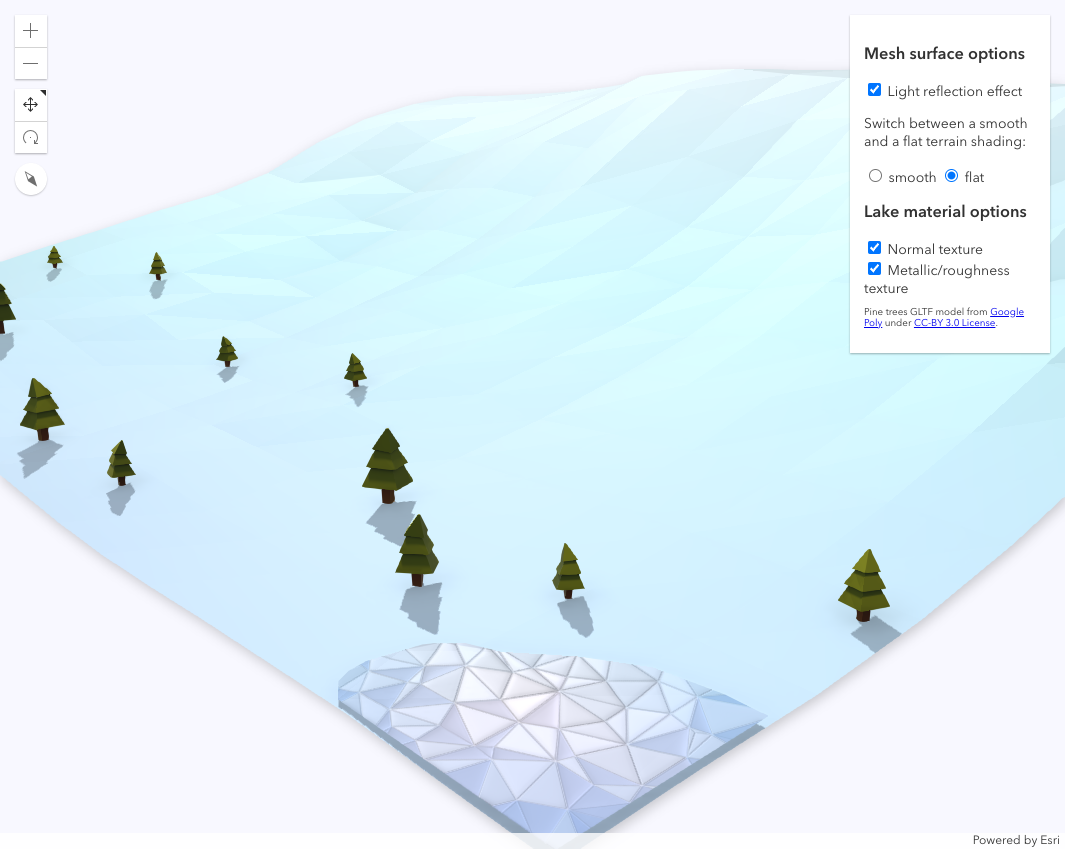 Mesh surface options
Light reflection effect
Switch between a smooth
and a flat terrain shading:
smooth flat
Lake material options
Normal texture
Metallic/roughness
texture
Pine trees GLTF model from Google
Poly under CC-BY 3.0 License.
Powered by Esri